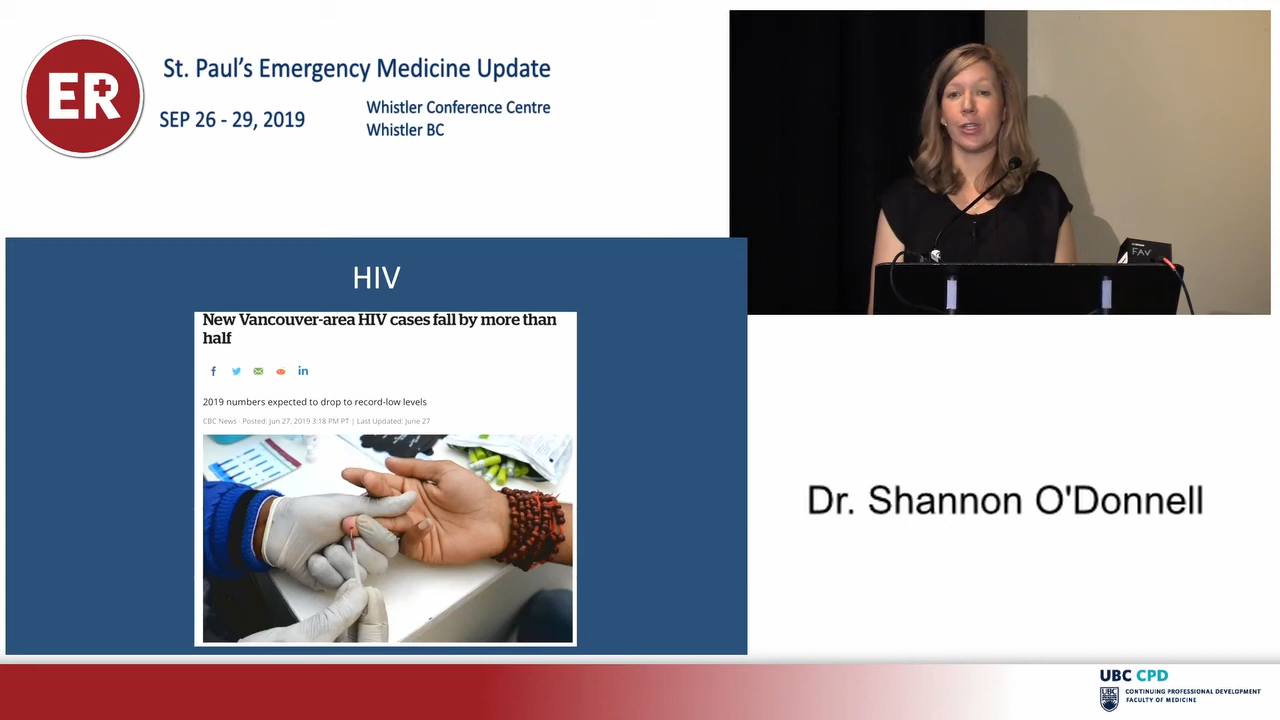 ER
St. Paul's Emergency Medicine Update
SEP 26 - 29, 2019
Whistler Conference Centre
Whistler BC
FAV
HIV
New Vancouver-area HIV cases fall by more than
half
2019 numbers expected to drop to record-low levels
CBC News · Posted: Jun 27, 2019 3:18 PM PT | Last Updated: June 27
Dr. Shannon O'Donnell
UBC CPD
UBC
CONTINUING PROFESSIONAL DEVELOPMENT
FACULTY OF MEDICINE